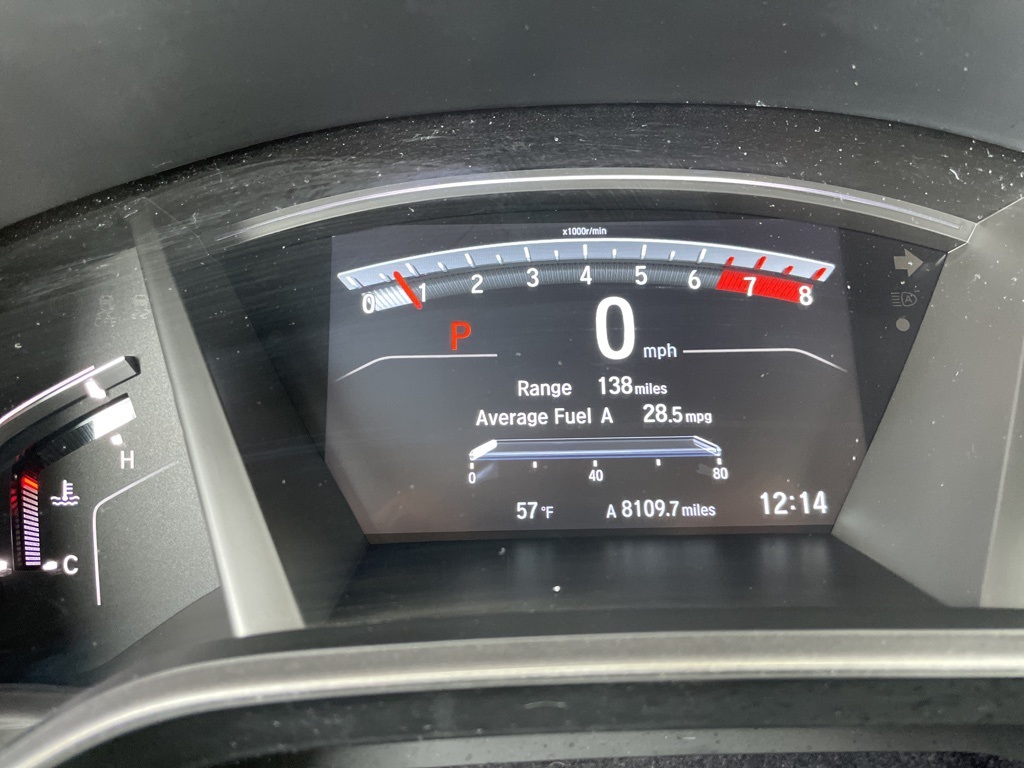 x1000r/min
0 1 2 3 4 5 6 7 8
P
0 mph
Range 138 miles
Average Fuel A 28.5 mpg
0 40 80
57°F A 8109.7 miles 12:14
H
C